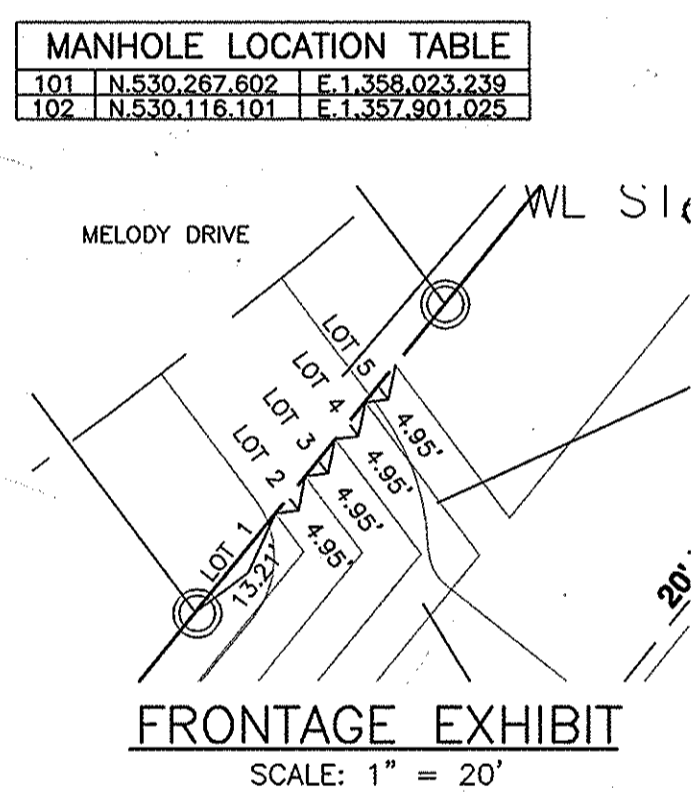 MANHOLE LOCATION TABLE
101 N.530,267.602 E.1,358,023.239
102 N.530,116.101 E.1,357,901.025
WL
MELODY DRIVE
LOT 5
LOT 4
LOT 3
LOT 2
LOT 1
4.95'
4.95'
4.95'
4.95'
13.21'
20'
FRONTAGE EXHIBIT
SCALE: 1" = 20'